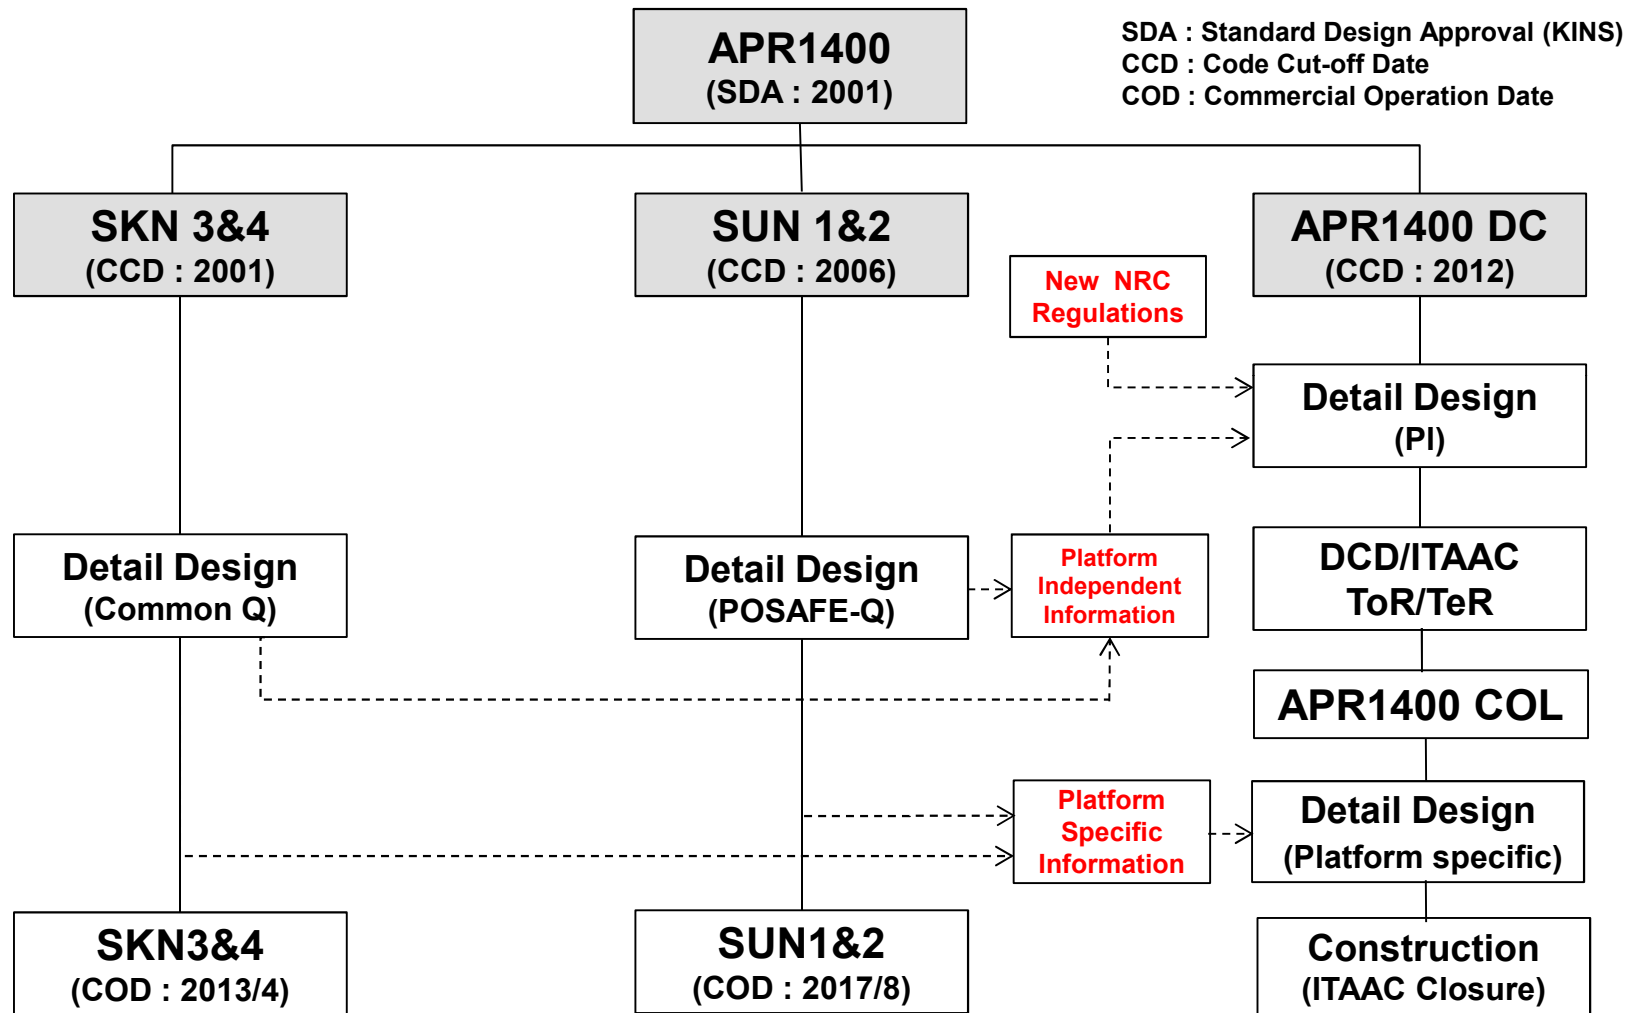 APR1400
(SDA : 2001)
SDA : Standard Design Approval (KINS)
CCD : Code Cut-off Date
COD : Commercial Operation Date
SKN 3&4
(CCD : 2001)
SUN 1&2
(CCD : 2006)
APR1400 DC
(CCD : 2012)
New NRC
Regulations
Detail Design
(PI)
Detail Design
(Common Q)
Detail Design
(POSAFE-Q)
Platform
Independent
Information
DCD/ITAAC
ToR/TeR
APR1400 COL
Platform
Specific
Information
Detail Design
(Platform specific)
SKN3&4
(COD : 2013/4)
SUN1&2
(COD : 2017/8)
Construction
(ITAAC Closure)